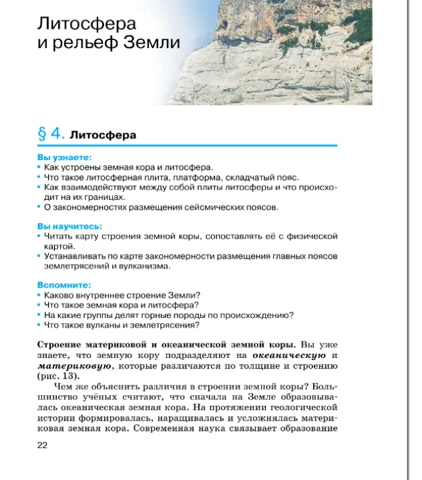 Литосфера
и рельеф Земли
§ 4. Литосфера
Вы узнаете:
• Как устроены земная кора и литосфера.
• Что такое литосферная плита, платформа, складчатый пояс.
• Как взаимодействуют между собой плиты литосферы и что происхо-
дит на их границах.
• О закономерностях размещения сейсмических поясов.
Вы научитесь:
• Читать карту строения земной коры, сопоставлять её с физической
картой.
• Устанавливать по карте закономерности размещения главных поясов
землетрясений и вулканизма.
Вспомните:
• Каково внутреннее строение Земли?
• Что такое земная кора и литосфера?
• На какие группы делят горные породы по происхождению?
• Что такое вулканы и землетрясения?
Строение материковой и океанической земной коры. Вы уже
знаете, что земную кору подразделяют на океаническую и
материковую, которые различаются по толщине и строению
(рис. 13).
Чем же объяснить различия в строении земной коры? Боль-
шинство учёных считают, что сначала на Земле образовыва-
лась океаническая земная кора. На протяжении геологической
истории формировалась, наращивалась и усложнялась матери-
ковая земная кора. Современная наука связывает образование
22